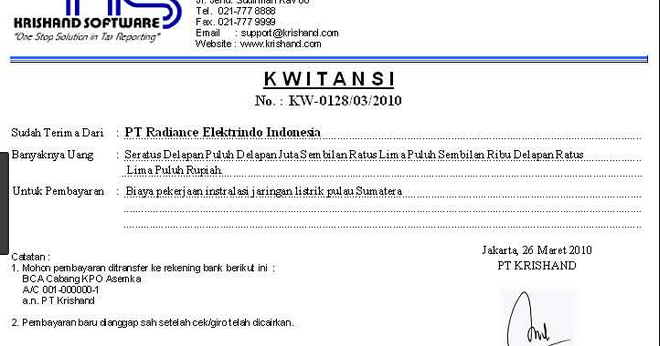 KRISHAND SOFTWARE
"One Stop Solution in Tax Reporting"
Jl. Jend. Sudirman Kav 88
Tel. 021-777 8888
Fax. 021-777 9999
Email : support@krishand.com
Website : www.krishand.com
KWITANSI
No. : KW-0128/03/2010
Sudah Terima Dari : PT Radiance Elektrindo Indonesia
Banyaknya Uang : Seratus Delapan Puluh Delapan Juta Sembilan Ratus Lima Puluh Sembilan Ribu Delapan Ratus
Lima Puluh Rupiah.
Untuk Pembayaran : Biaya pekerjaan instralasi jaringan listrik pulau Sumatera
Jakarta, 26 Maret 2010
PT KRISHAND
Catatan :
1. Mohon pembayaran ditransfer ke rekening bank berikut ini :
BCA Cabang KPO Asemka
A/C 001-000000-1
a.n. PT Krishand
2. Pembayaran baru dianggap sah setelah cek/giro telah dicairkan.